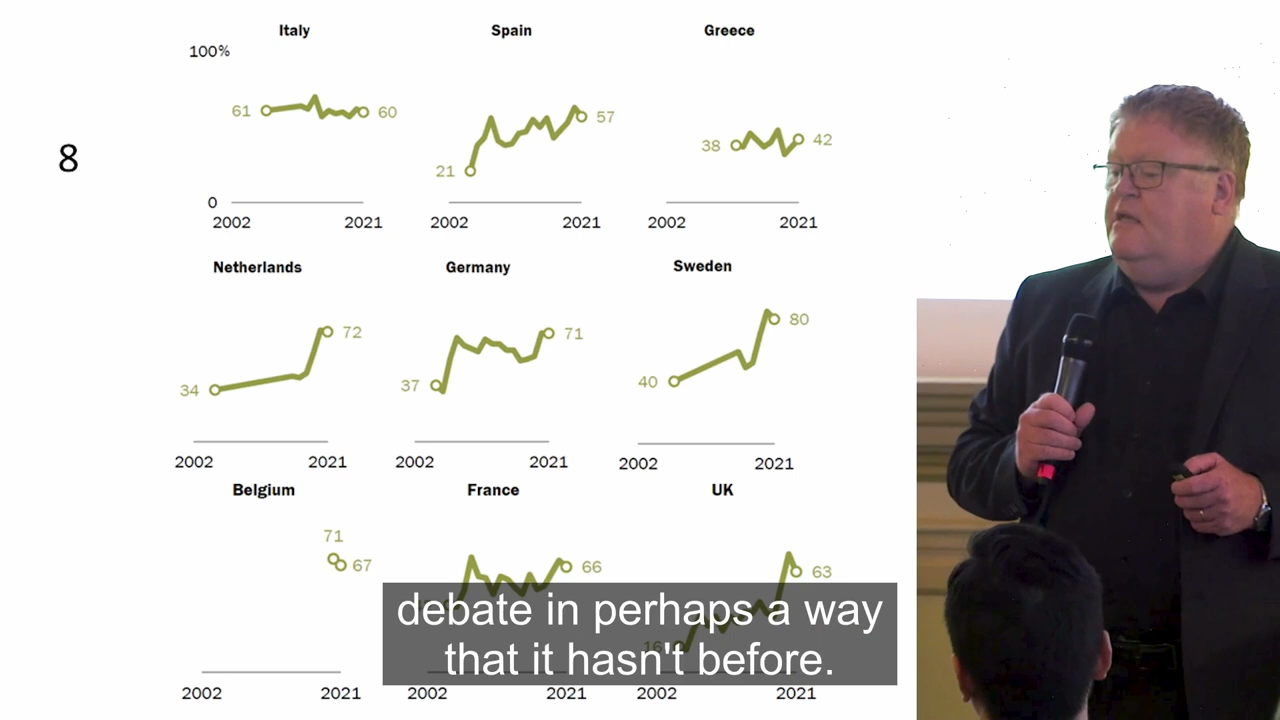 Italy Spain Greece
100%
61 60 21 57 38 42
8
0
2002 2021 2002 2021 2002 2021
Netherlands Germany Sweden
34 72 37 71 40 80
2002 2021 2002 2021 2002 2021
Belgium France UK
71
67 66 63
16
debate in perhaps a way
that it hasn't before.
2002 2021 2002 2021 2002 2021